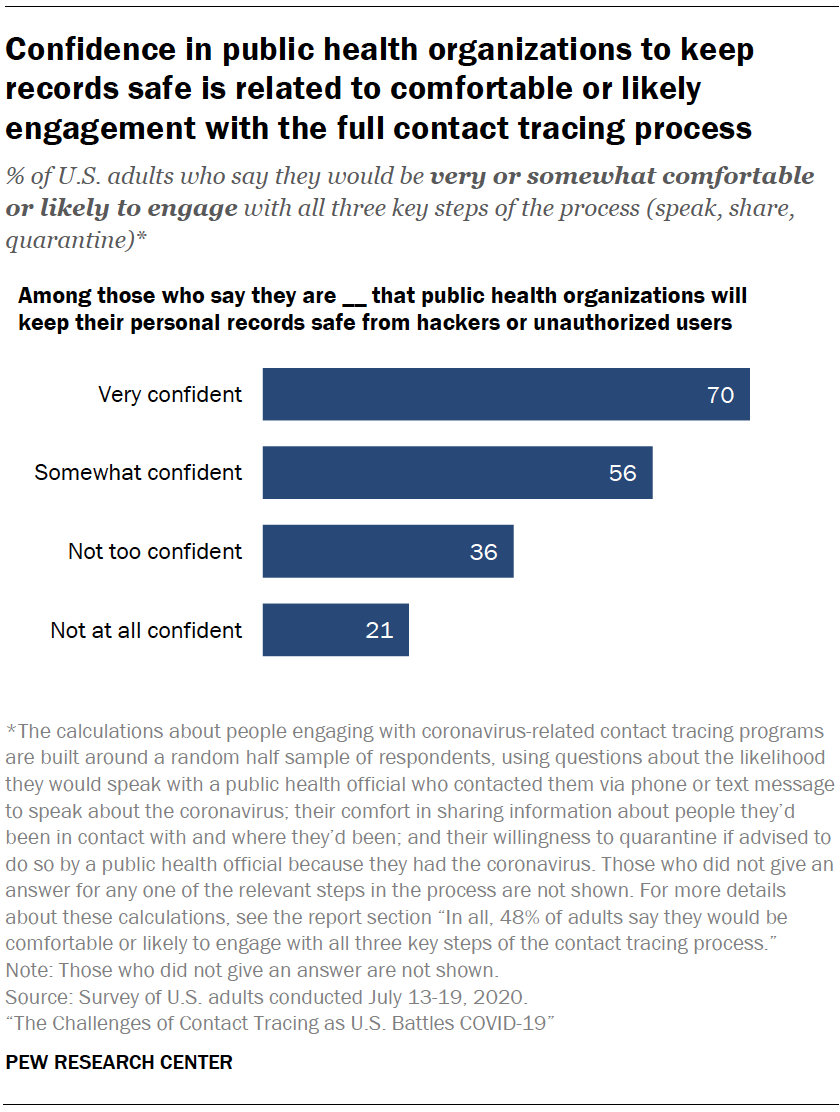 Confidence in public health organizations to keep
records safe is related to comfortable or likely
engagement with the full contact tracing process
% of U.S. adults who say they would be very or somewhat comfortable
or likely to engage with all three key steps of the process (speak, share,
quarantine)*
Among those who say they are __ that public health organizations will
keep their personal records safe from hackers or unauthorized users
Very confident 70
Somewhat confident 56
Not too confident 36
Not at all confident 21
*The calculations about people engaging with coronavirus-related contact tracing programs
are built around a random half sample of respondents, using questions about the likelihood
they would speak with a public health official who contacted them via phone or text message
to speak about the coronavirus; their comfort in sharing information about people they’d
been in contact with and where they’d been; and their willingness to quarantine if advised to
do so by a public health official because they had the coronavirus. Those who did not give an
answer for any one of the relevant steps in the process are not shown. For more details
about these calculations, see the report section “In all, 48% of adults say they would be
comfortable or likely to engage with all three key steps of the contact tracing process.”
Note: Those who did not give an answer are not shown.
Source: Survey of U.S. adults conducted July 13-19, 2020.
“The Challenges of Contact Tracing as U.S. Battles COVID-19”
PEW RESEARCH CENTER